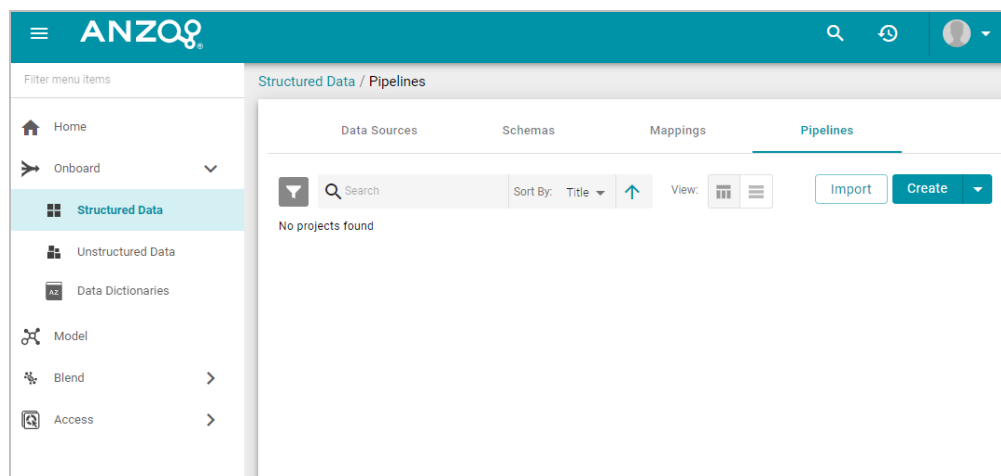 ANZO®
Filter menu items
Structured Data / Pipelines
Home
Data Sources Schemas Mappings Pipelines
Onboard
Search Sort By: Title View: Import Create
Structured Data
No projects found
Unstructured Data
AZ Data Dictionaries
Model
Blend
Access